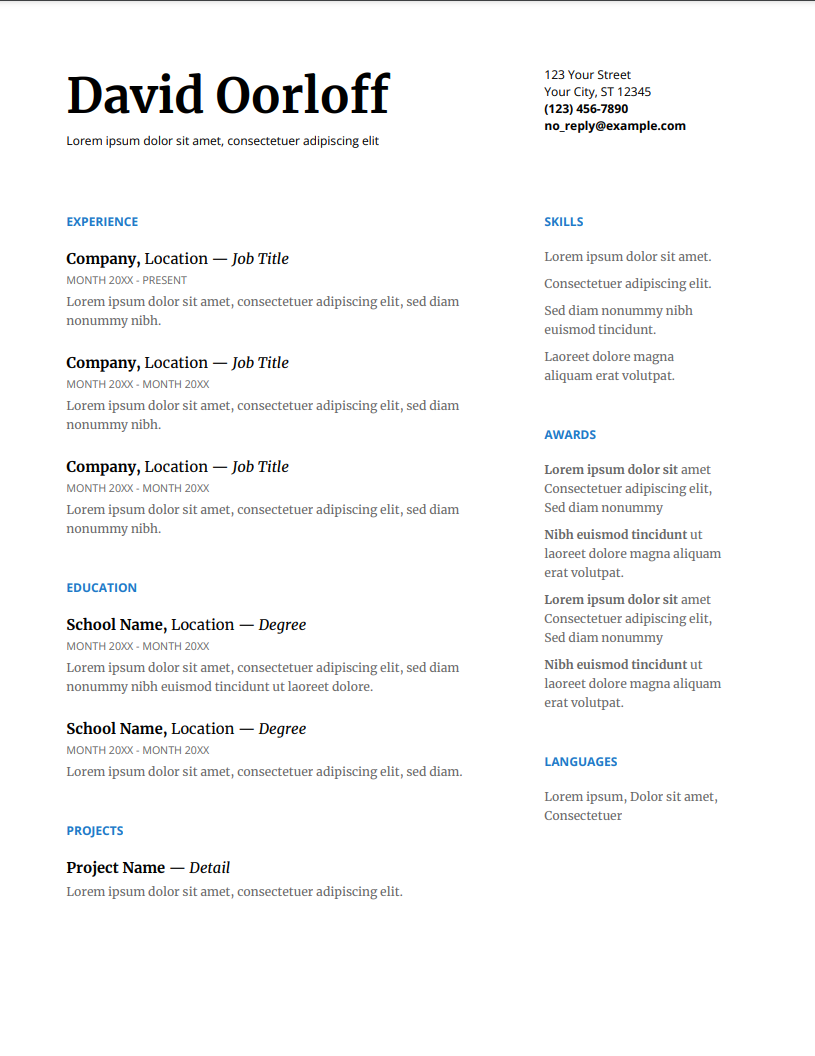 David Oorloff
Lorem ipsum dolor sit amet, consectetuer adipiscing elit
123 Your Street
Your City, ST 12345
(123) 456-7890
no_reply@example.com
EXPERIENCE
Company, Location — Job Title
MONTH 20XX - PRESENT
Lorem ipsum dolor sit amet, consectetuer adipiscing elit, sed diam
nonummy nibh.
Company, Location — Job Title
MONTH 20XX - MONTH 20XX
Lorem ipsum dolor sit amet, consectetuer adipiscing elit, sed diam
nonummy nibh.
Company, Location — Job Title
MONTH 20XX - MONTH 20XX
Lorem ipsum dolor sit amet, consectetuer adipiscing elit, sed diam
nonummy nibh.
EDUCATION
School Name, Location — Degree
MONTH 20XX - MONTH 20XX
Lorem ipsum dolor sit amet, consectetuer adipiscing elit, sed diam
nonummy nibh euismod tincidunt ut laoreet dolore.
School Name, Location — Degree
MONTH 20XX - MONTH 20XX
Lorem ipsum dolor sit amet, consectetuer adipiscing elit, sed diam.
PROJECTS
Project Name — Detail
Lorem ipsum dolor sit amet, consectetuer adipiscing elit.
SKILLS
Lorem ipsum dolor sit amet.
Consectetuer adipiscing elit.
Sed diam nonummy nibh
euismod tincidunt.
Laoreet dolore magna
aliquam erat volutpat.
AWARDS
Lorem ipsum dolor sit amet
Consectetuer adipiscing elit,
Sed diam nonummy
Nibh euismod tincidunt ut
laoreet dolore magna aliquam
erat volutpat.
Lorem ipsum dolor sit amet
Consectetuer adipiscing elit,
Sed diam nonummy
Nibh euismod tincidunt ut
laoreet dolore magna aliquam
erat volutpat.
LANGUAGES
Lorem ipsum, Dolor sit amet,
Consectetuer